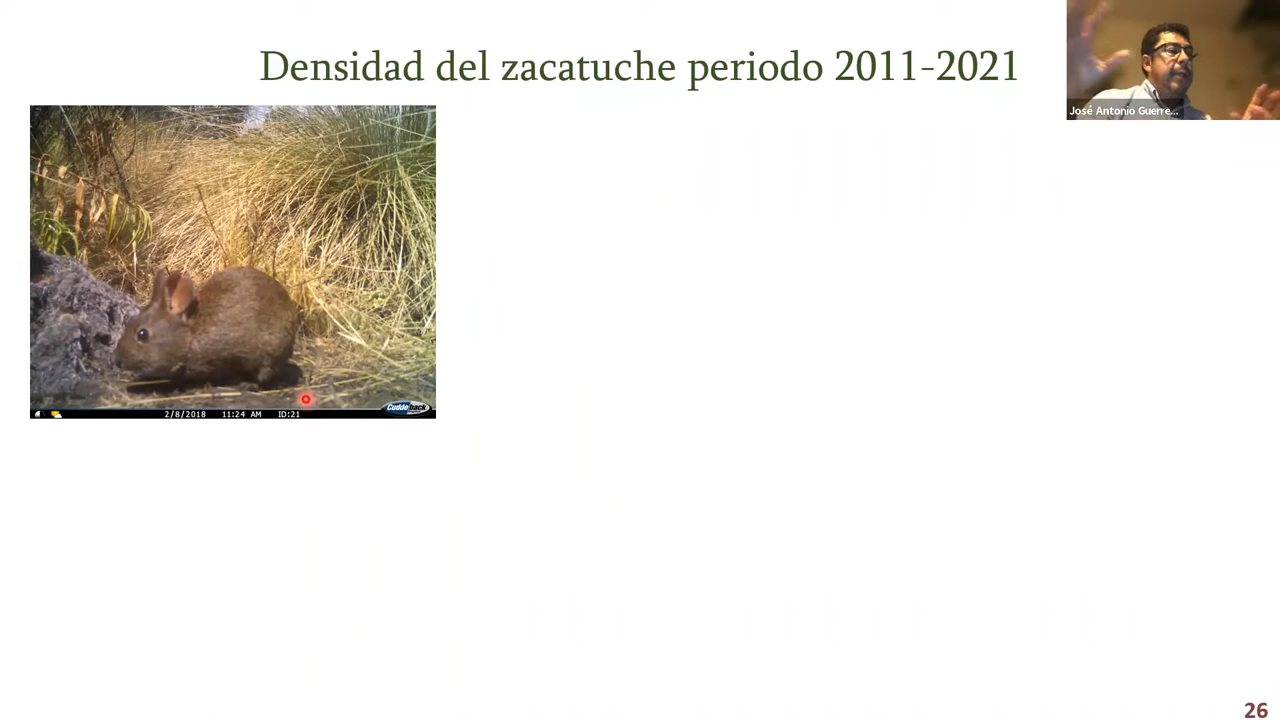 Densidad del zacatuche periodo 2011-2021
José Antonio Guerre...
2/8/2018 11:24 AM ID:21
Cuddeback
26